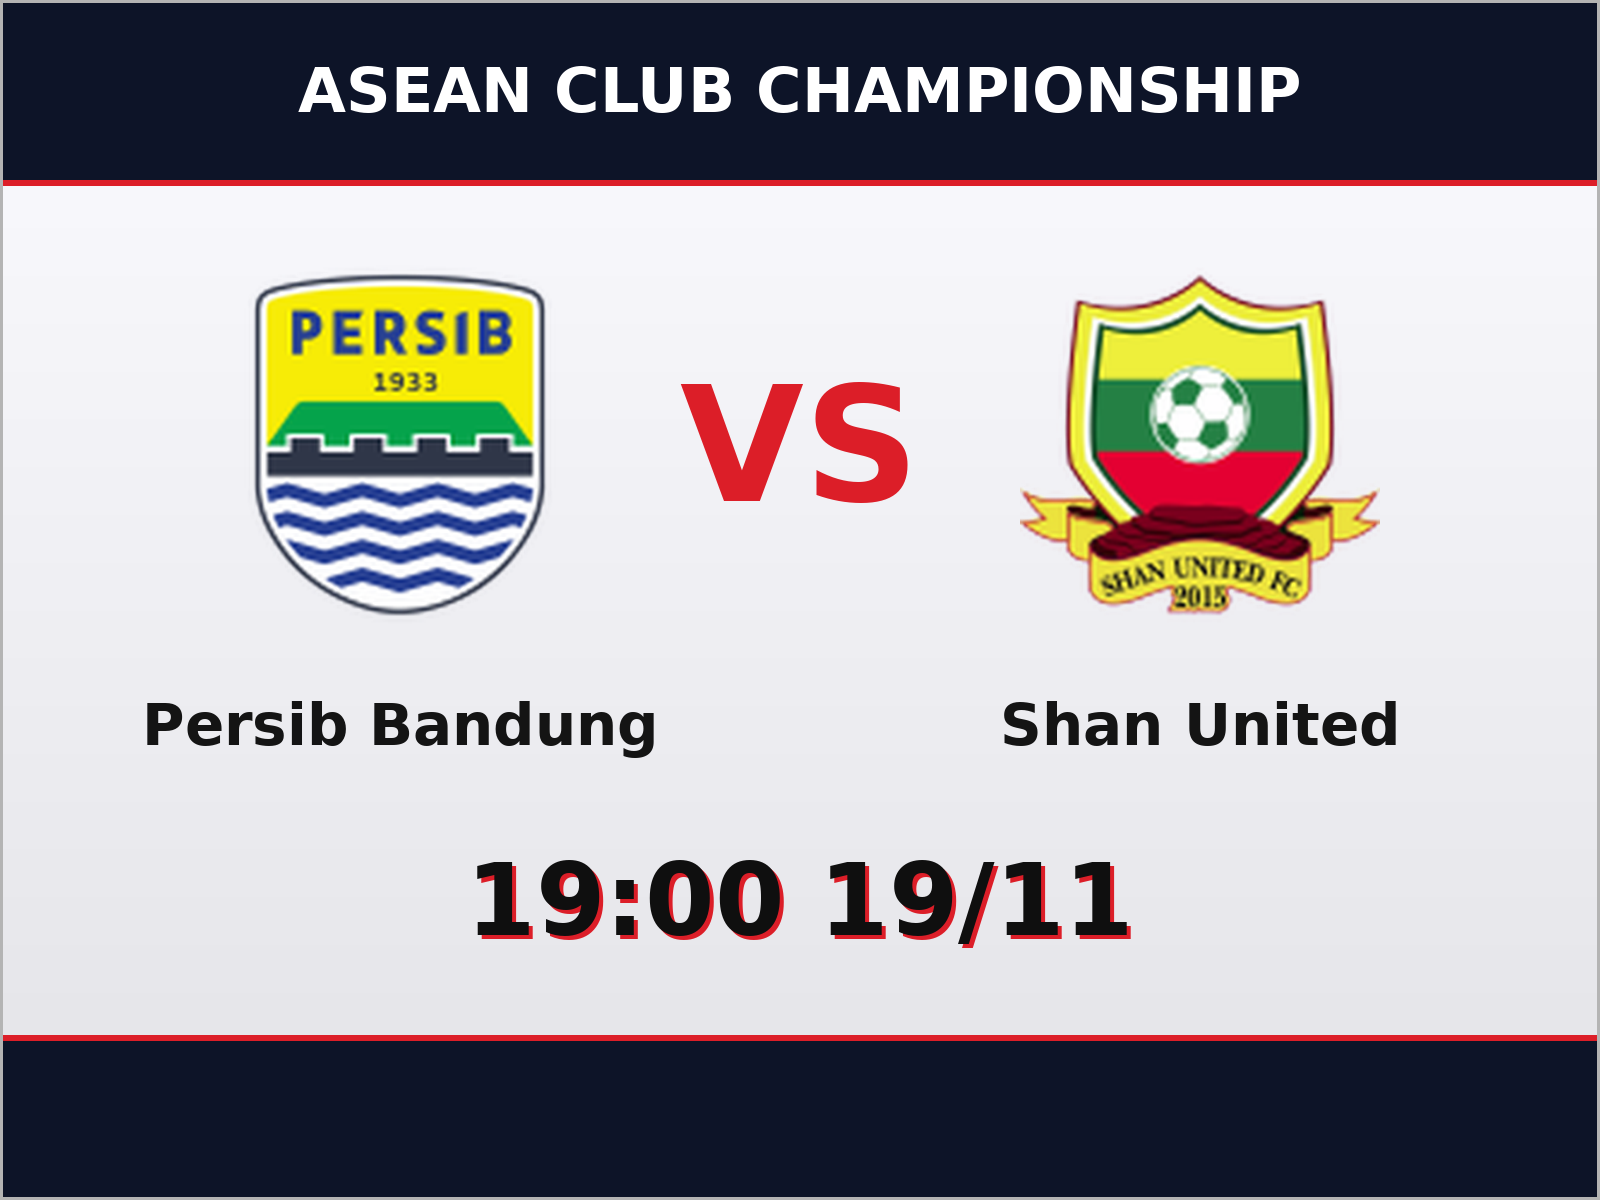 ASEAN CLUB CHAMPIONSHIP
PERSIB
1933
VS
SHAN UNITED FC
2015
Persib Bandung
Shan United
19:00 19/11